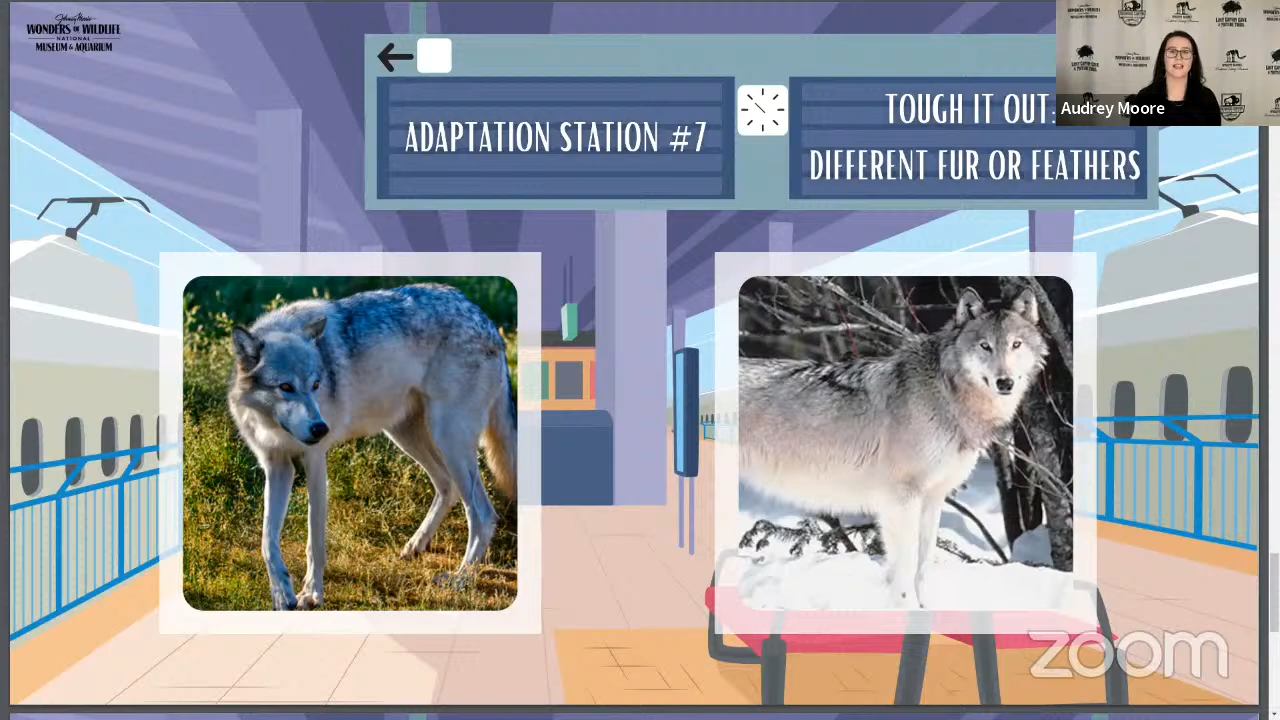 Johnny Morris'
WONDERS OF WILDLIFE
NATIONAL
MUSEUM & AQUARIUM
ADAPTATION STATION #7
TOUGH IT OUT:
DIFFERENT FUR OR FEATHERS
Audrey Moore
zoom